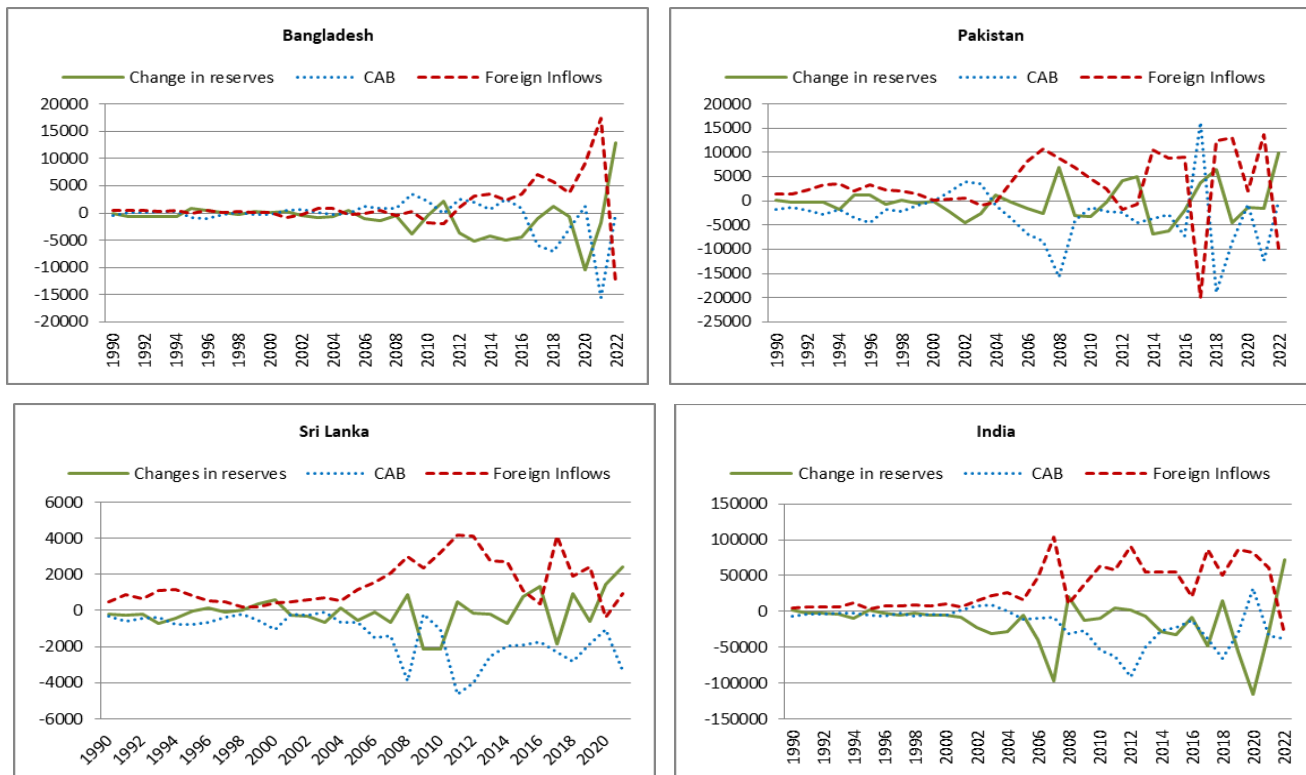 Bangladesh
Change in reserves CAB Foreign Inflows
20000
15000
10000
5000
0
-5000
-10000
-15000
-20000
1990 1992 1994 1996 1998 2000 2002 2004 2006 2008 2010 2012 2014 2016 2018 2020 2022
Pakistan
Change in reserves CAB Foreign Inflows
20000
15000
10000
5000
0
-5000
-10000
-15000
-20000
-25000
1990 1992 1994 1996 1998 2000 2002 2004 2006 2008 2010 2012 2014 2016 2018 2020 2022
Sri Lanka
Changes in reserves CAB Foreign Inflows
6000
4000
2000
0
-2000
-4000
-6000
1990 1992 1994 1996 1998 2000 2002 2004 2006 2008 2010 2012 2014 2016 2018 2020
India
Change in reserves CAB Foreign Inflows
150000
100000
50000
0
-50000
-100000
-150000
1990 1992 1994 1996 1998 2000 2002 2004 2006 2008 2010 2012 2014 2016 2018 2020 2022